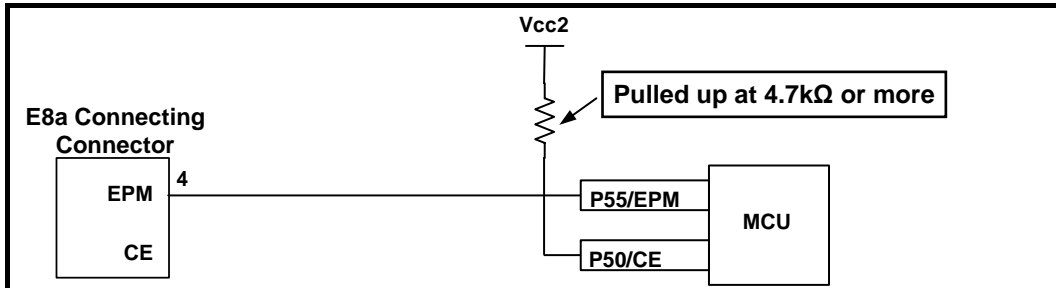 Vcc2
Pulled up at 4.7kΩ or more
E8a Connecting
Connector
4
EPM
P55/EPM
MCU
CE
P50/CE